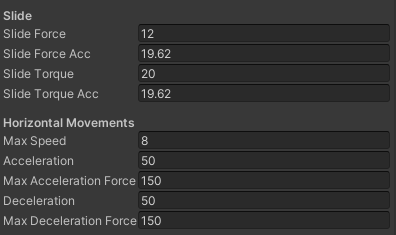 Slide
Slide Force 12
Slide Force Acc 19.62
Slide Torque 20
Slide Torque Acc 19.62
Horizontal Movements
Max Speed 8
Acceleration 50
Max Acceleration Force 150
Deceleration 50
Max Deceleration Force 150